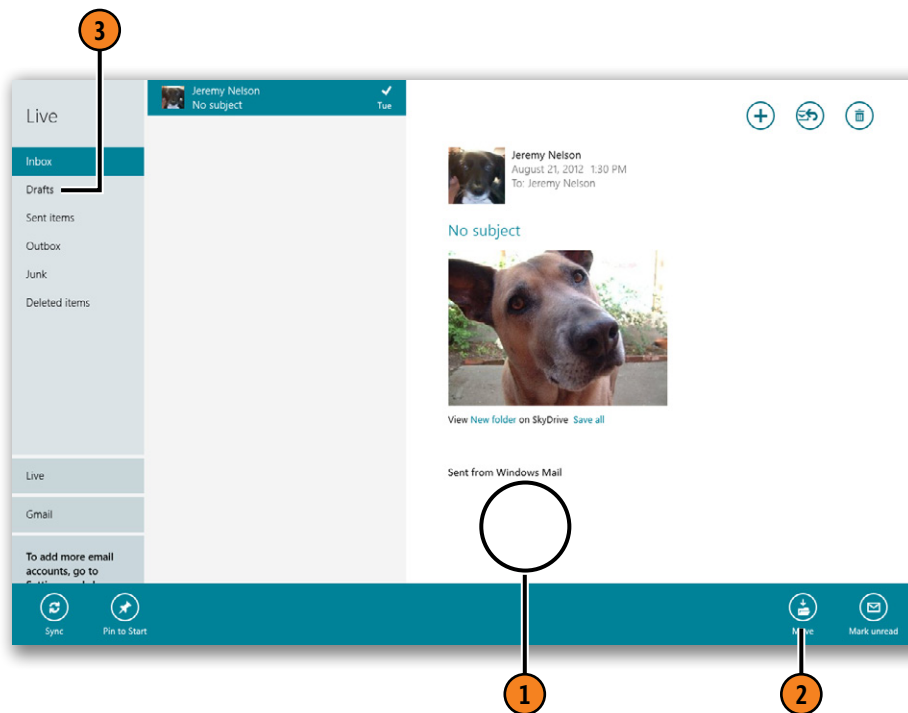 3
Live
Inbox
Drafts
Sent items
Outbox
Junk
Deleted items
Live
Gmail
To add more email
accounts, go to
Jeremy Nelson
No subject
Tue
Jeremy Nelson
August 21, 2012 1:30 PM
To: Jeremy Nelson
No subject
View New folder on SkyDrive Save all
Sent from Windows Mail
Sync
Pin to Start
Move
Mark unread
1
2